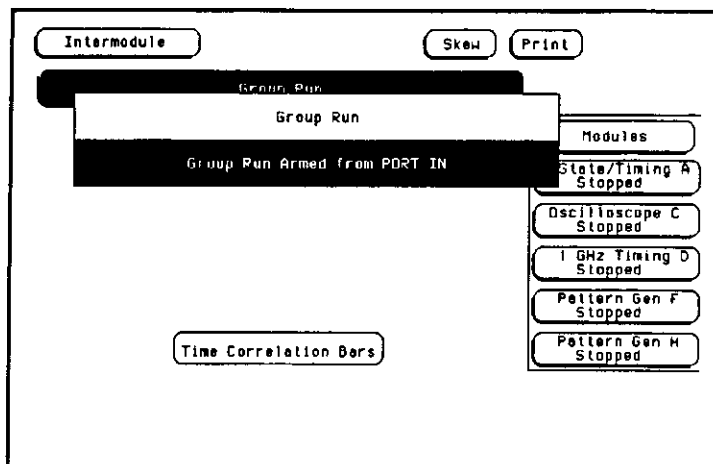 Intermodule
Skew
Print
Group Run
Group Run
Group Run Armed from PORT IN
Modules
State/Timing A
Stopped
Oscilloscope C
Stopped
1 GHz Timing D
Stopped
Pattern Gen F
Stopped
Pattern Gen H
Stopped
Time Correlation Bars